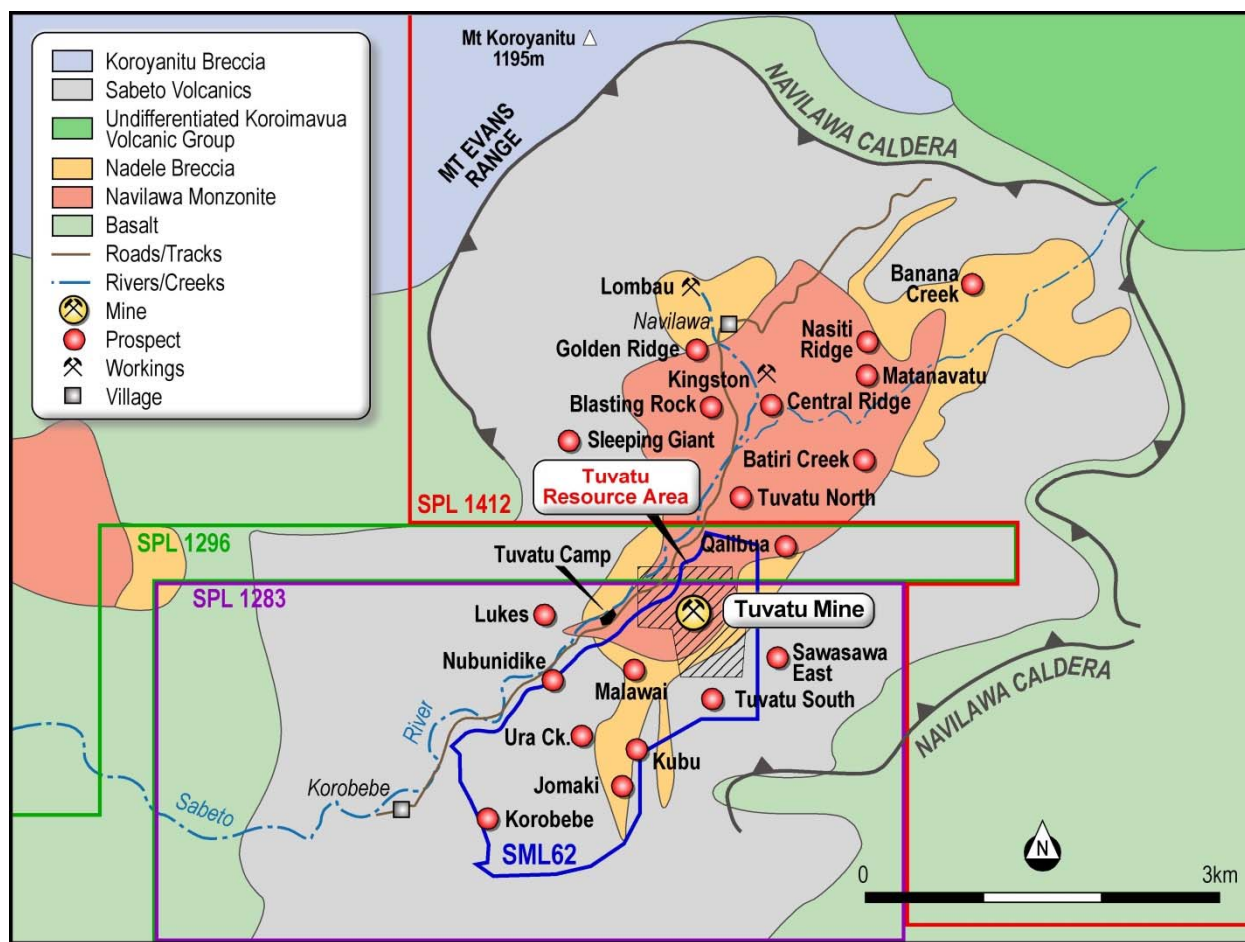 Koroyanitu Breccia
Sabeto Volcanics
Undifferentiated Koroimavua
Volcanic Group
Nadele Breccia
Navilawa Monzonite
Basalt
Roads/Tracks
Rivers/Creeks
Mine
Prospect
Workings
Village
Mt Koroyanitu
1195m
MT EVANS
RANGE
NAVILAWA CALDERA
Lombau
Navilawa
Banana
Creek
Golden Ridge
Nasiti
Ridge
Kingston
Matanavatu
Blasting Rock
Central Ridge
Sleeping Giant
Batiri Creek
Tuvatu
Resource Area
Tuvatu North
SPL 1412
SPL 1296
Qalibua
Tuvatu Camp
SPL 1283
Lukes
Tuvatu Mine
Nubunidike
Sawasawa
East
Malawai
Tuvatu South
NAVILAWA CALDERA
River
Ura Ck.
Kubu
Korobebe
Jomaki
Sabeto
Korobebe
SML62
N
0
3km